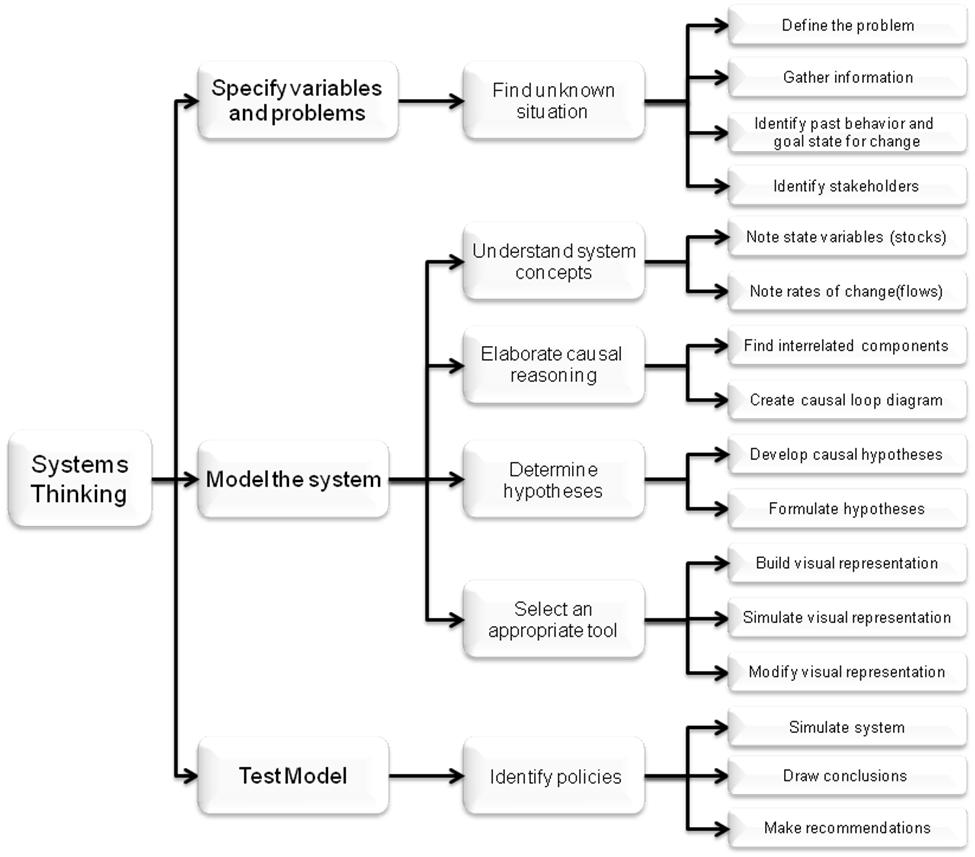 Systems
Thinking
Specify variables
and problems
Find unknown
situation
Define the problem
Gather information
Identify past behavior and
goal state for change
Identify stakeholders
Model the system
Understand system
concepts
Note state variables (stocks)
Note rates of change(flows)
Elaborate causal
reasoning
Find interrelated components
Create causal loop diagram
Determine
hypotheses
Develop causal hypotheses
Formulate hypotheses
Select an
appropriate tool
Build visual representation
Simulate visual representation
Modify visual representation
Test Model
Identify policies
Simulate system
Draw conclusions
Make recommendations